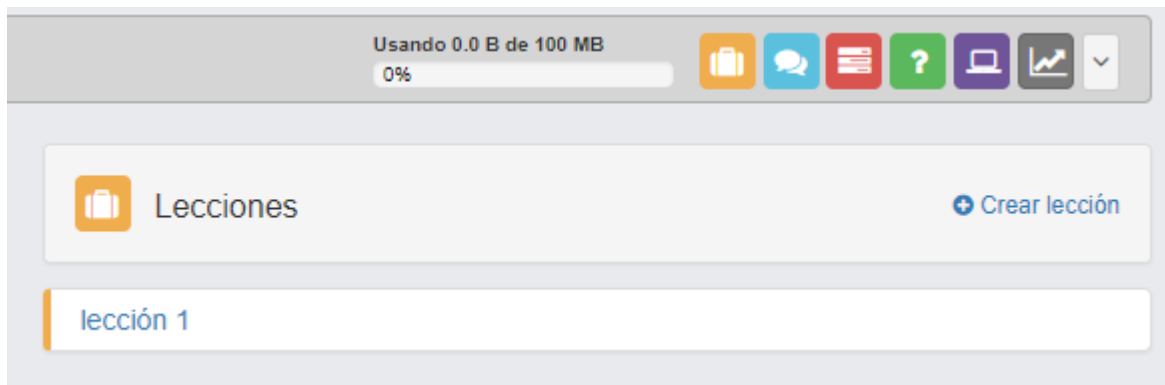 Usando 0.0 B de 100 MB
0%
?
Lecciones
Crear lección
lección 1